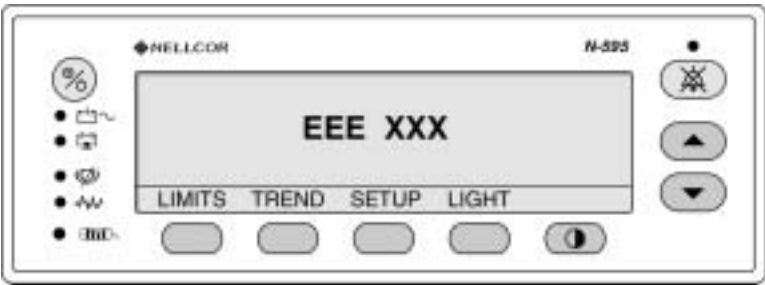 NELLCOR N-595
%
EEE XXX
LIMITS TREND SETUP LIGHT